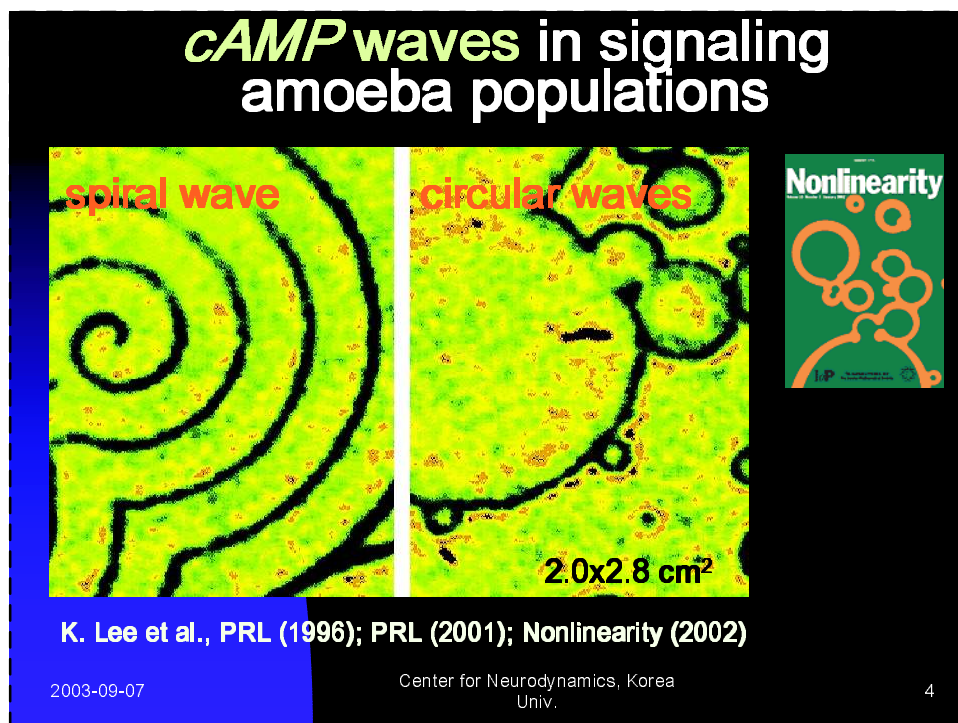 cAMP waves in signaling
amoeba populations
spiral wave
circular waves
Nonlinearity
2.0x2.8 cm²
K. Lee et al., PRL (1996); PRL (2001); Nonlinearity (2002)
2003-09-07
Center for Neurodynamics, Korea
Univ.
4